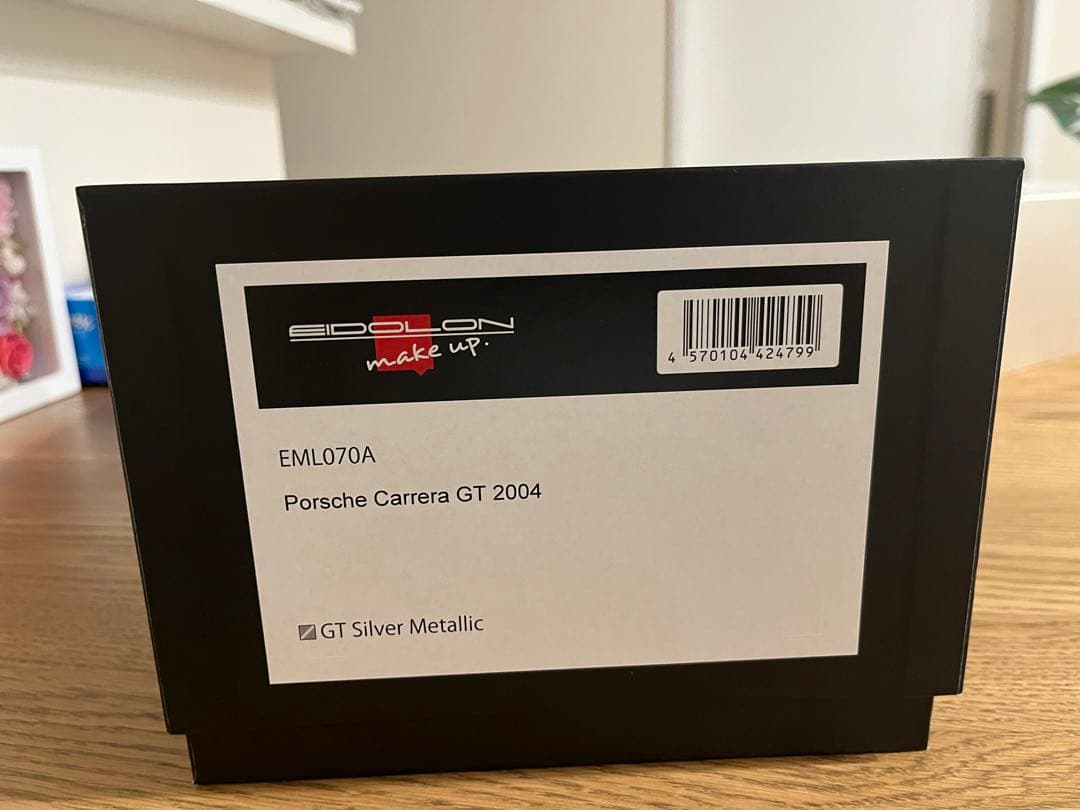 EIDOLON
make up.
4 570104 424799
EML070A
Porsche Carrera GT 2004
GT Silver Metallic